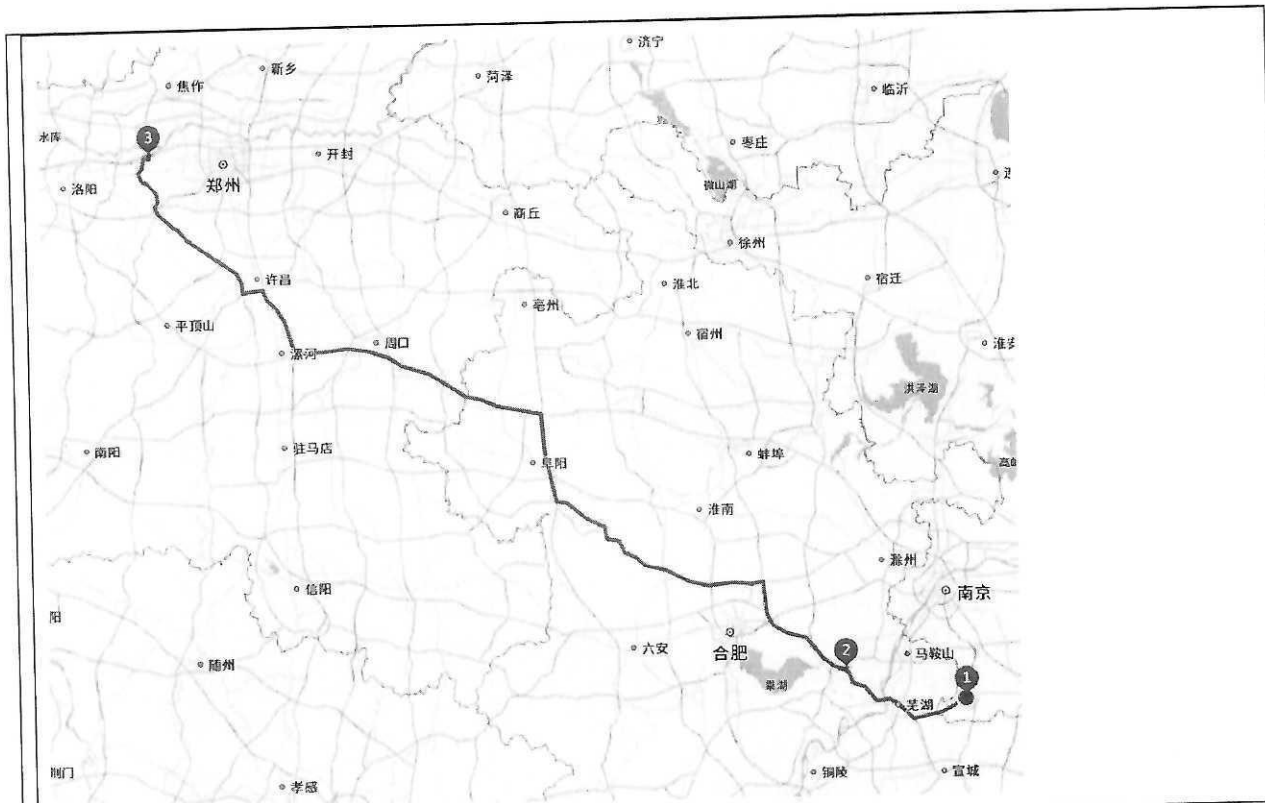 济宁
新乡
菏泽
焦作
临沂
水库
3
枣庄
开封
郑州
洛阳
微山湖
商丘
徐州
许昌
淮北
宿迁
亳州
平顶山
宿州
周口
漯河
淮安
洪泽湖
南阳
驻马店
阜阳
蚌埠
淮南
滁州
信阳
南京
阳
合肥
六安
2
马鞍山
随州
巢湖
1
芜湖
荆门
孝感
铜陵
宣城